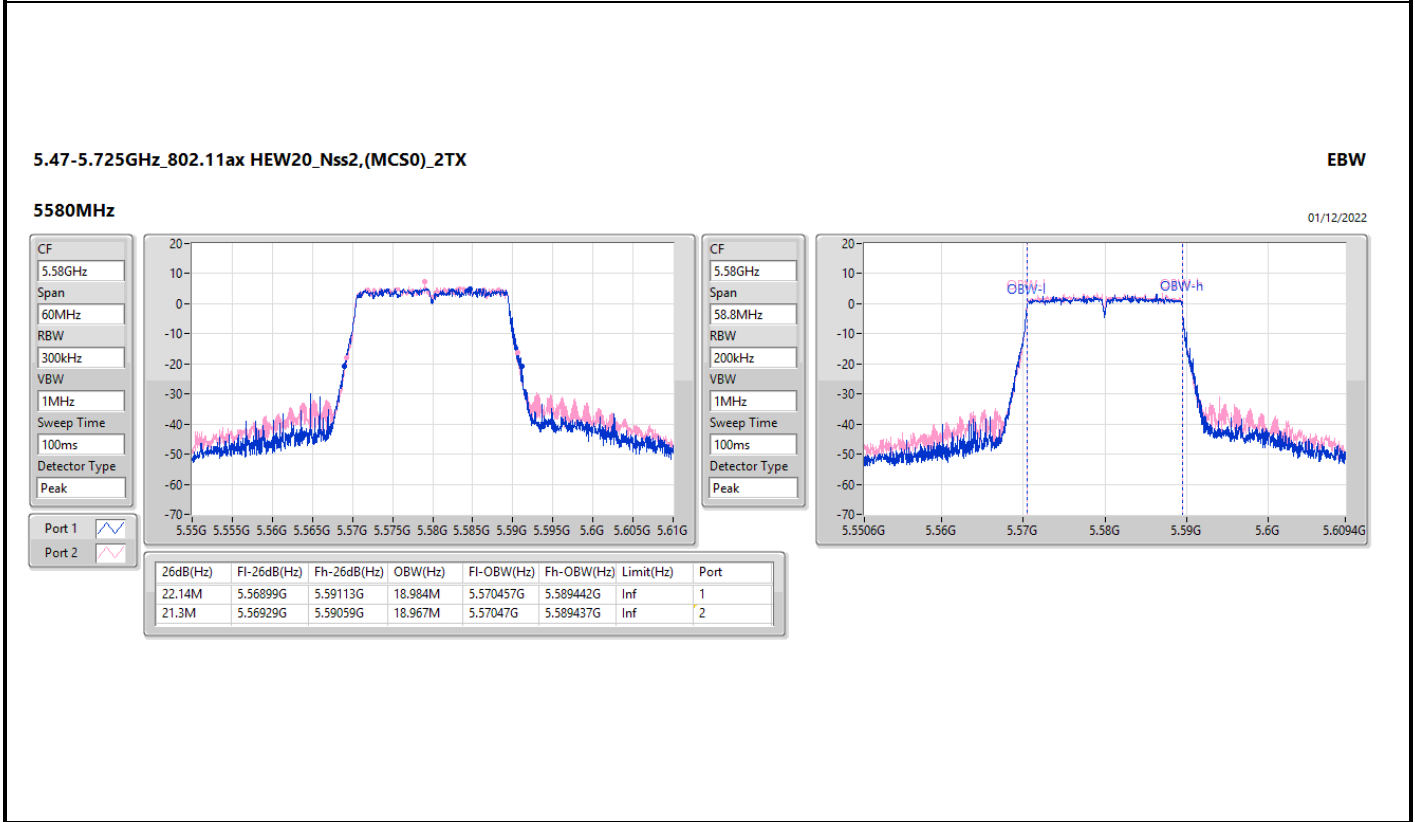 5.47-5.725GHz_802.11ax HEW20_Nss2,(MCS0)_2TX
EBW
5580MHz
01/12/2022
CF
5.58GHz
Span
60MHz
RBW
300kHz
VBW
1MHz
Sweep Time
100ms
Detector Type
Peak
Port 1
Port 2
20
10
0
-10
-20
-30
-40
-50
-60
-70
5.55G 5.555G 5.56G 5.565G 5.57G 5.575G 5.58G 5.585G 5.59G 5.595G 5.6G 5.605G 5.61G
CF
5.58GHz
Span
58.8MHz
RBW
200kHz
VBW
1MHz
Sweep Time
100ms
Detector Type
Peak
20
10
0
-10
-20
-30
-40
-50
-60
-70
OBW-l
OBW-h
5.5506G 5.56G 5.57G 5.58G 5.59G 5.6G 5.6094G
26dB(Hz) Fl-26dB(Hz) Fh-26dB(Hz) OBW(Hz) Fl-OBW(Hz) Fh-OBW(Hz) Limit(Hz) Port
22.14M 5.56899G 5.59113G 18.984M 5.570457G 5.589442G Inf 1
21.3M 5.56929G 5.59059G 18.967M 5.57047G 5.589437G Inf 2